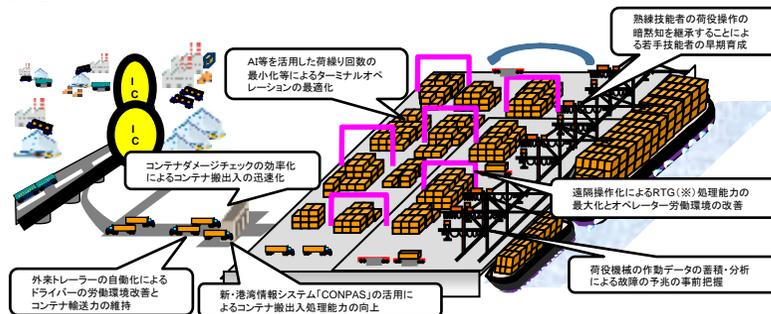 熟練技能者の荷役操作の
暗黙知を継承することによ
る若手技能者の早期育成
AI等を活用した荷繰り回数の
最小化等によるターミナルオペ
レーションの最適化
IC
IC
コンテナダメージチェックの効率化
によるコンテナ搬出入の迅速化
遠隔操作化によるRTG(※)処理能力の
最大化とオペレーター労働環境の改善
荷役機械の作動データの蓄積・分析
による故障の予兆の事前把握
外来トレーラーの自働化による
ドライバーの労働環境改善と
コンテナ輸送力の維持
新・港湾情報システム「CONPAS」の活用に
よるコンテナ搬出入処理能力の向上